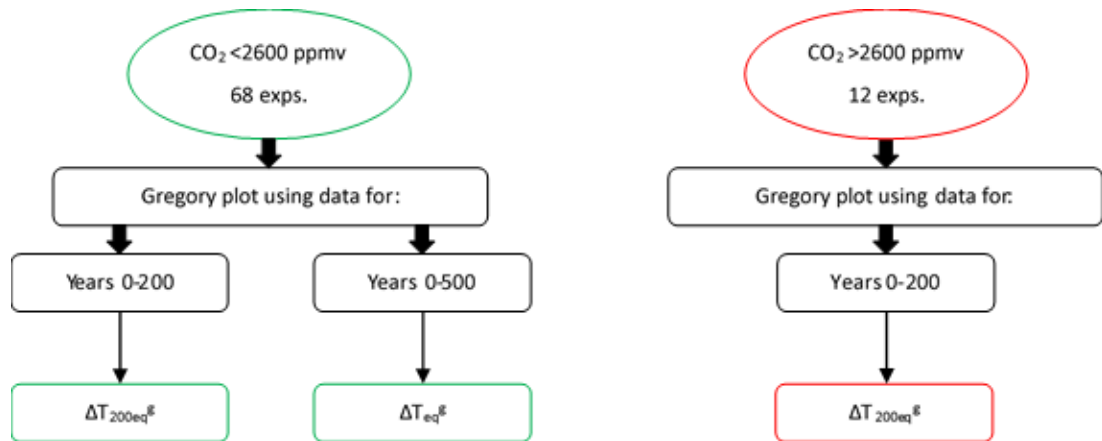 CO₂ <2600 ppmv
68 exps.
Gregory plot using data for:
Years 0-200
Years 0-500
ΔT₂₀₀eqᵍ
ΔTeqᵍ
CO₂ >2600 ppmv
12 exps.
Gregory plot using data for:
Years 0-200
ΔT₂₀₀eqᵍ